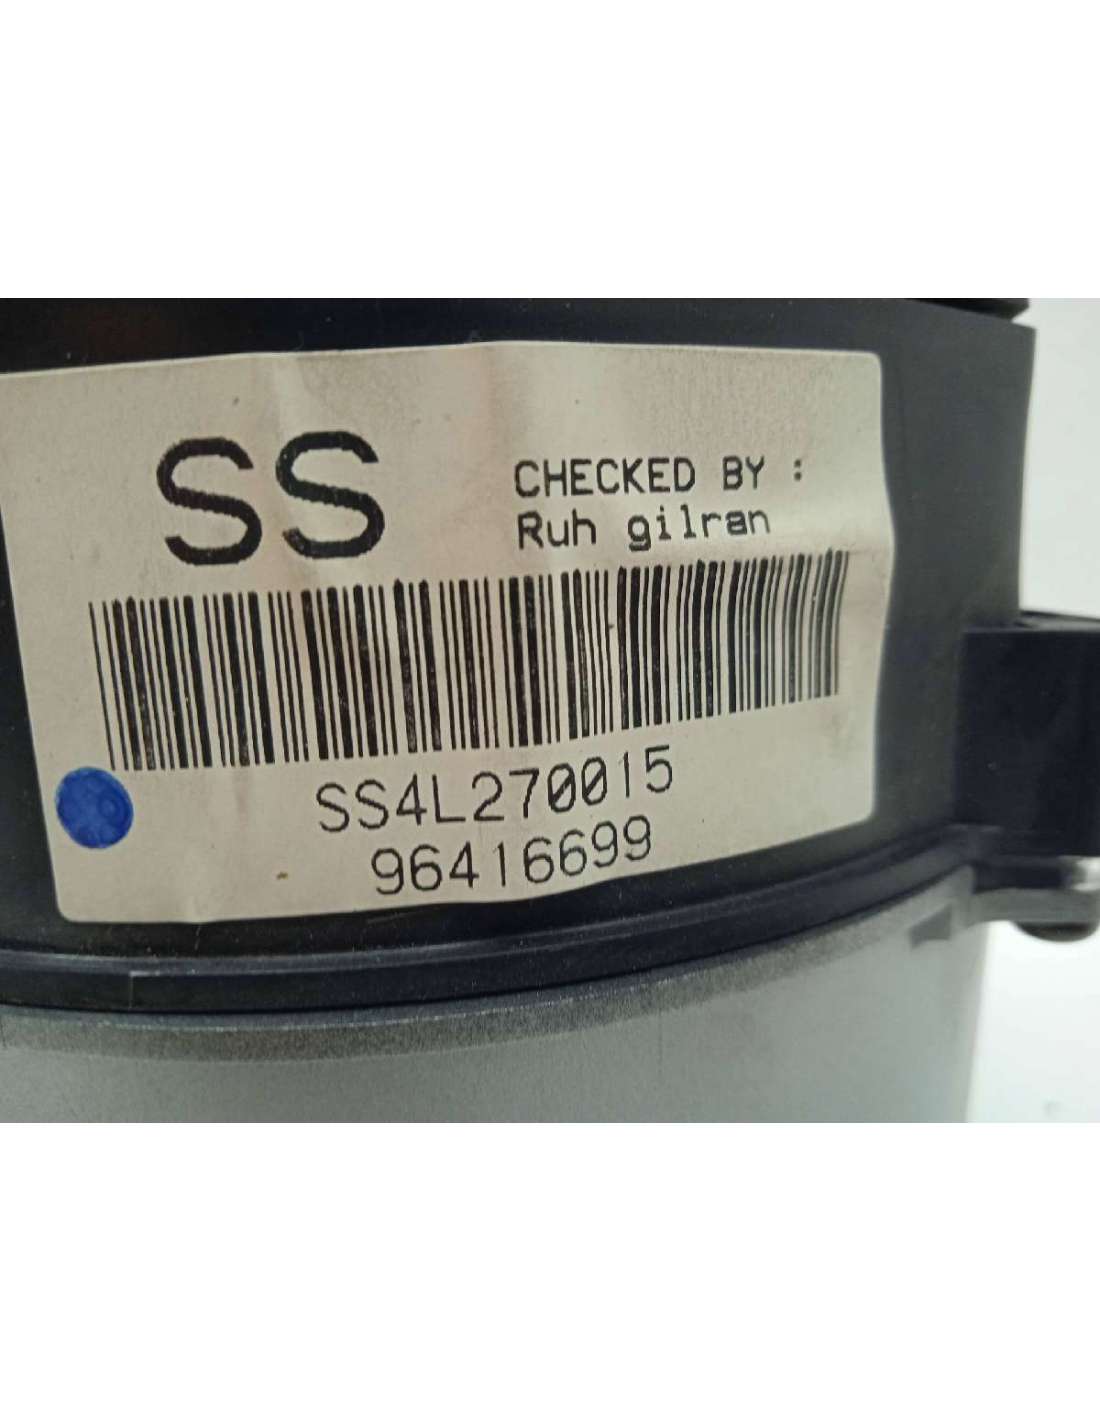 SS
CHECKED BY :
Ruh gilran
SS4L270015
96416699